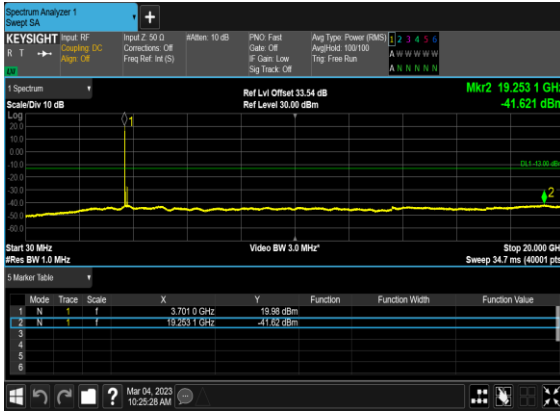 Spectrum Analyzer 1
Swept SA
+
KEYSIGHT Input: RF Input Z: 50 Ω #Atten: 10 dB PNO: Fast Avg Type: Power (RMS) 1 2 3 4 5 6
R T Coupling: DC Corrections: Off Gate: Off Avg|Hold: 100/100 A W W W W W
Align: Off Freq Ref: Int (S) IF Gain: Low Trig: Free Run
Sig Track: Off A N N N N N
1 Spectrum Ref Lvl Offset 33.54 dB Mkr2 19.253 1 GHz
Scale/Div 10 dB Ref Level 30.00 dBm -41.621 dBm
Log
20.0
10.0
0.00
-10.0
-20.0
-30.0
-40.0
-50.0
-60.0
1
DL1 -13.00 dBm
2
Start 30 MHz Video BW 3.0 MHz* Stop 20.000 GHz
#Res BW 1.0 MHz Sweep 34.7 ms (40001 pts)
5 Marker Table
Mode Trace Scale X Y Function Function Width Function Value
1 N 1 f 3.701 0 GHz 19.98 dBm
2 N 1 f 19.253 1 GHz -41.62 dBm
3
4
5
6
? Mar 04, 2023
10:25:28 AM